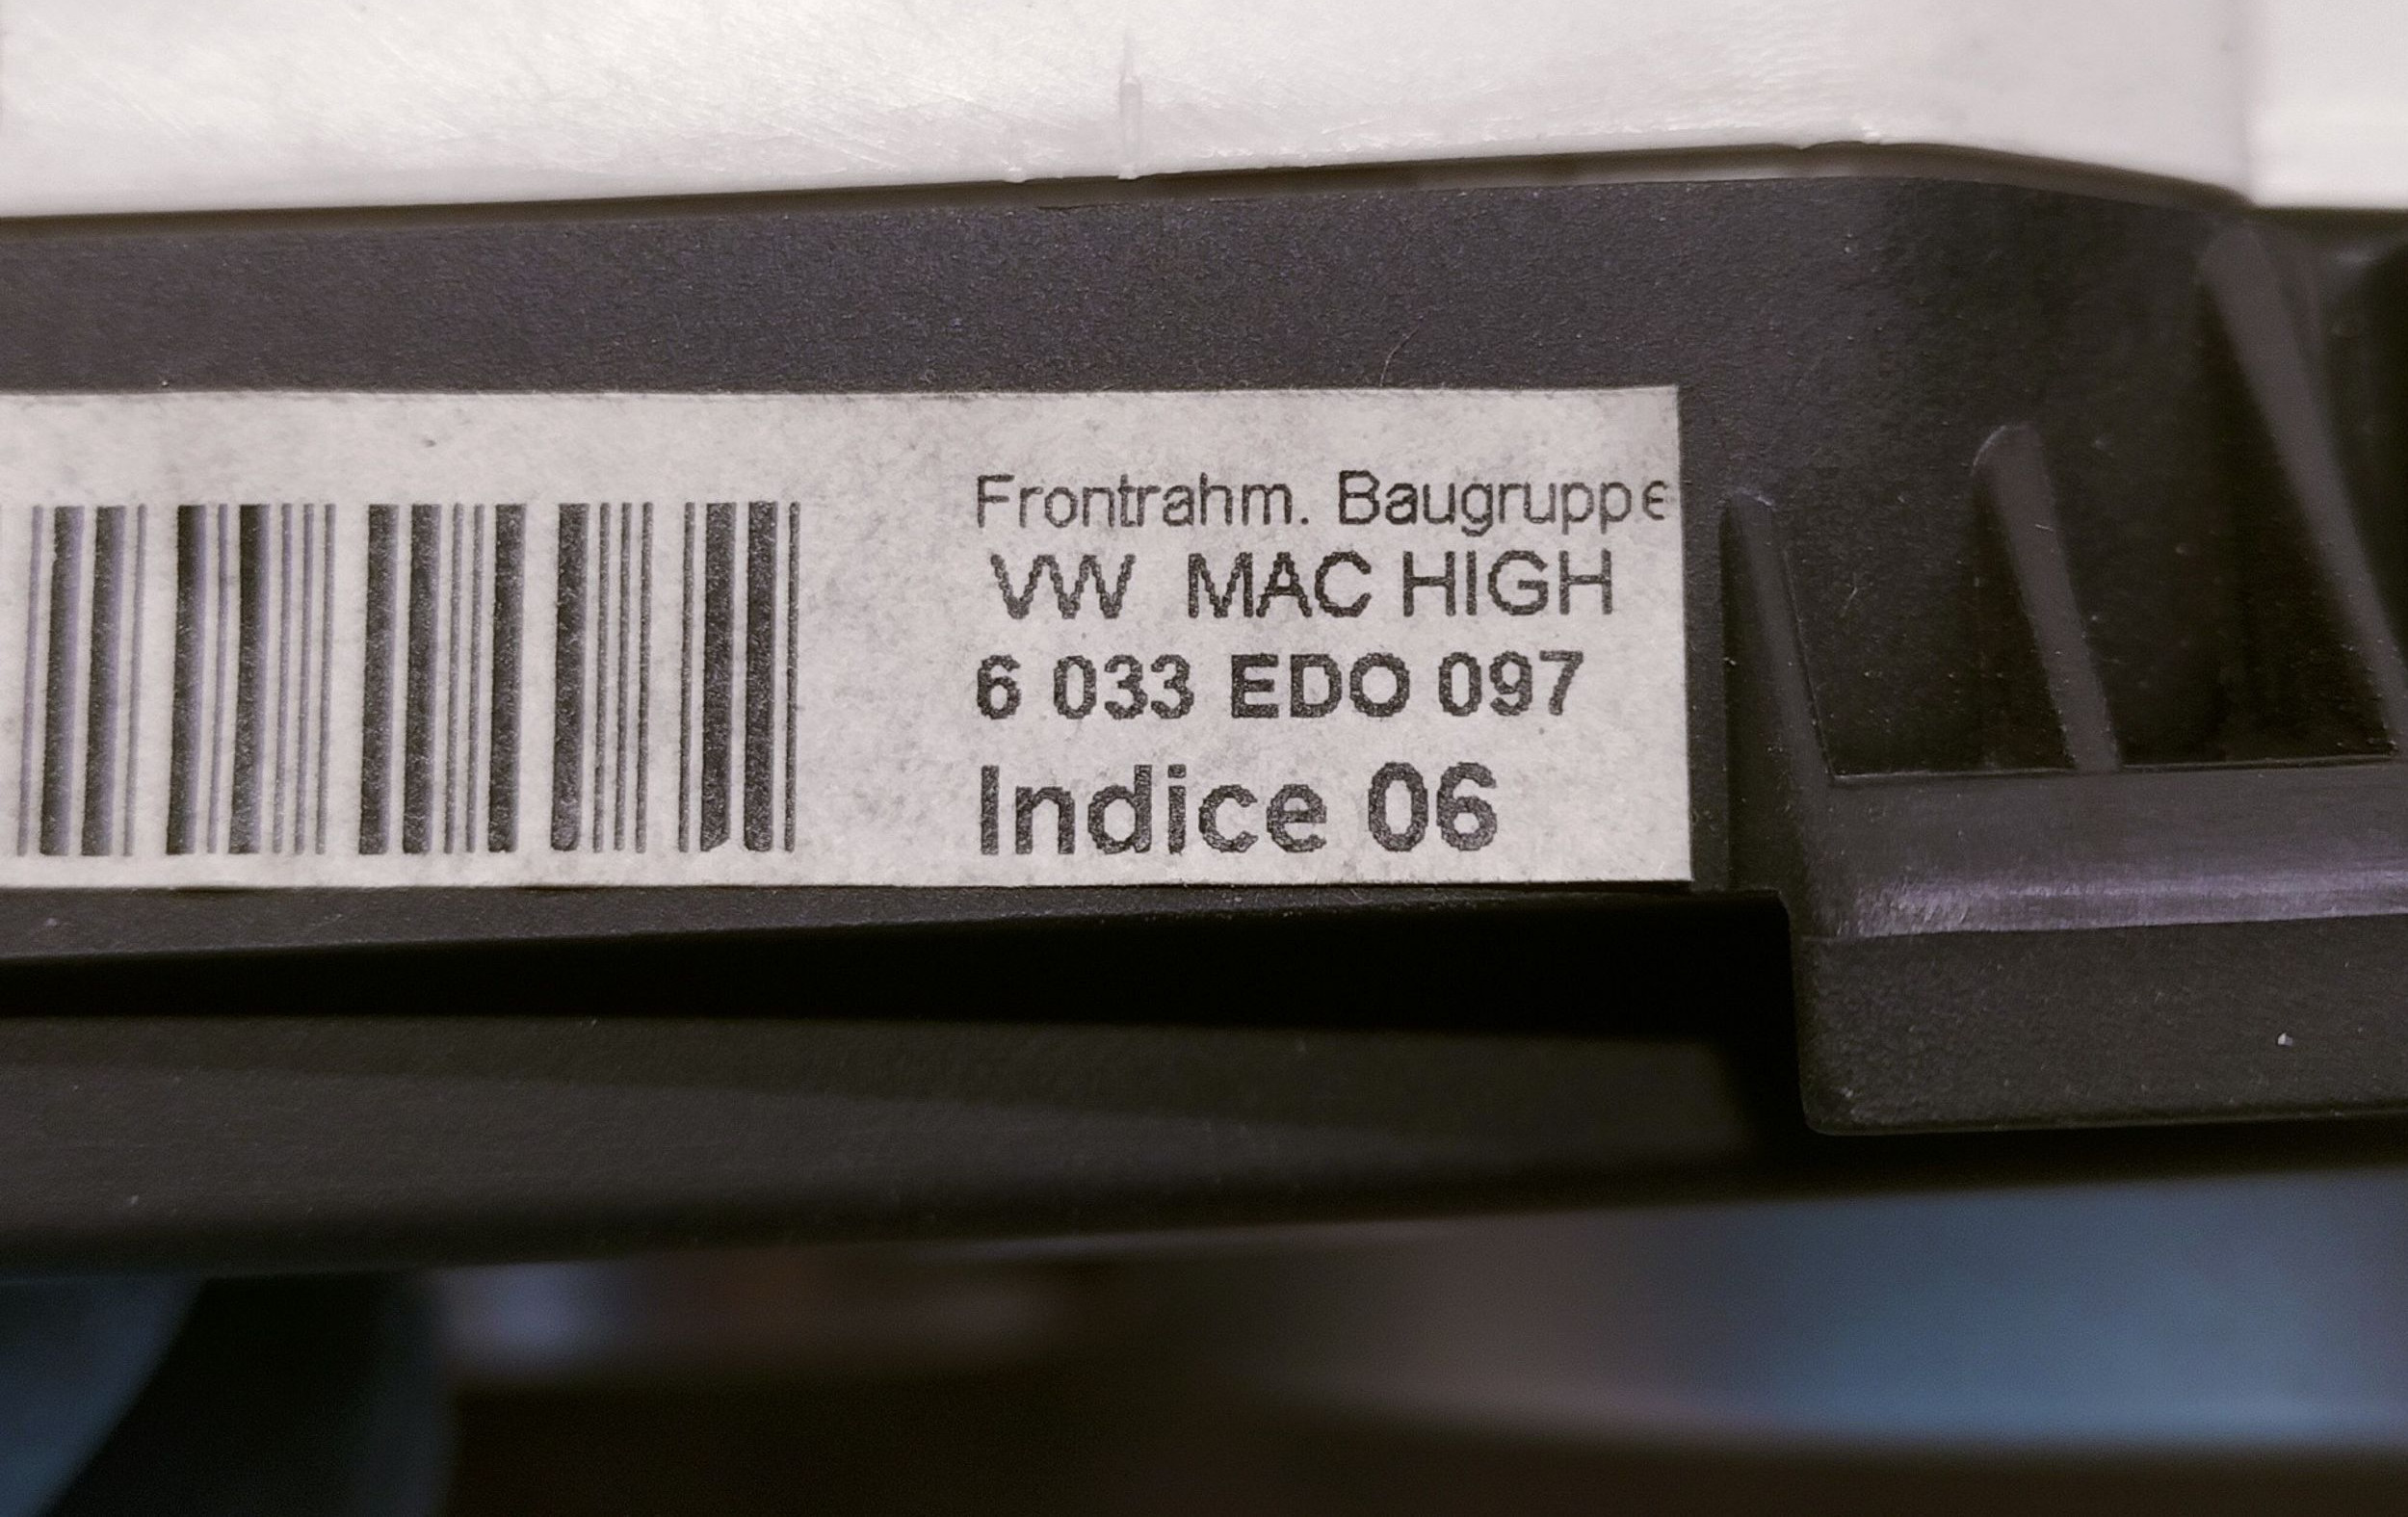 Frontrahm. Baugruppe
VW MAC HIGH
6 033 EDO 097
Indice 06